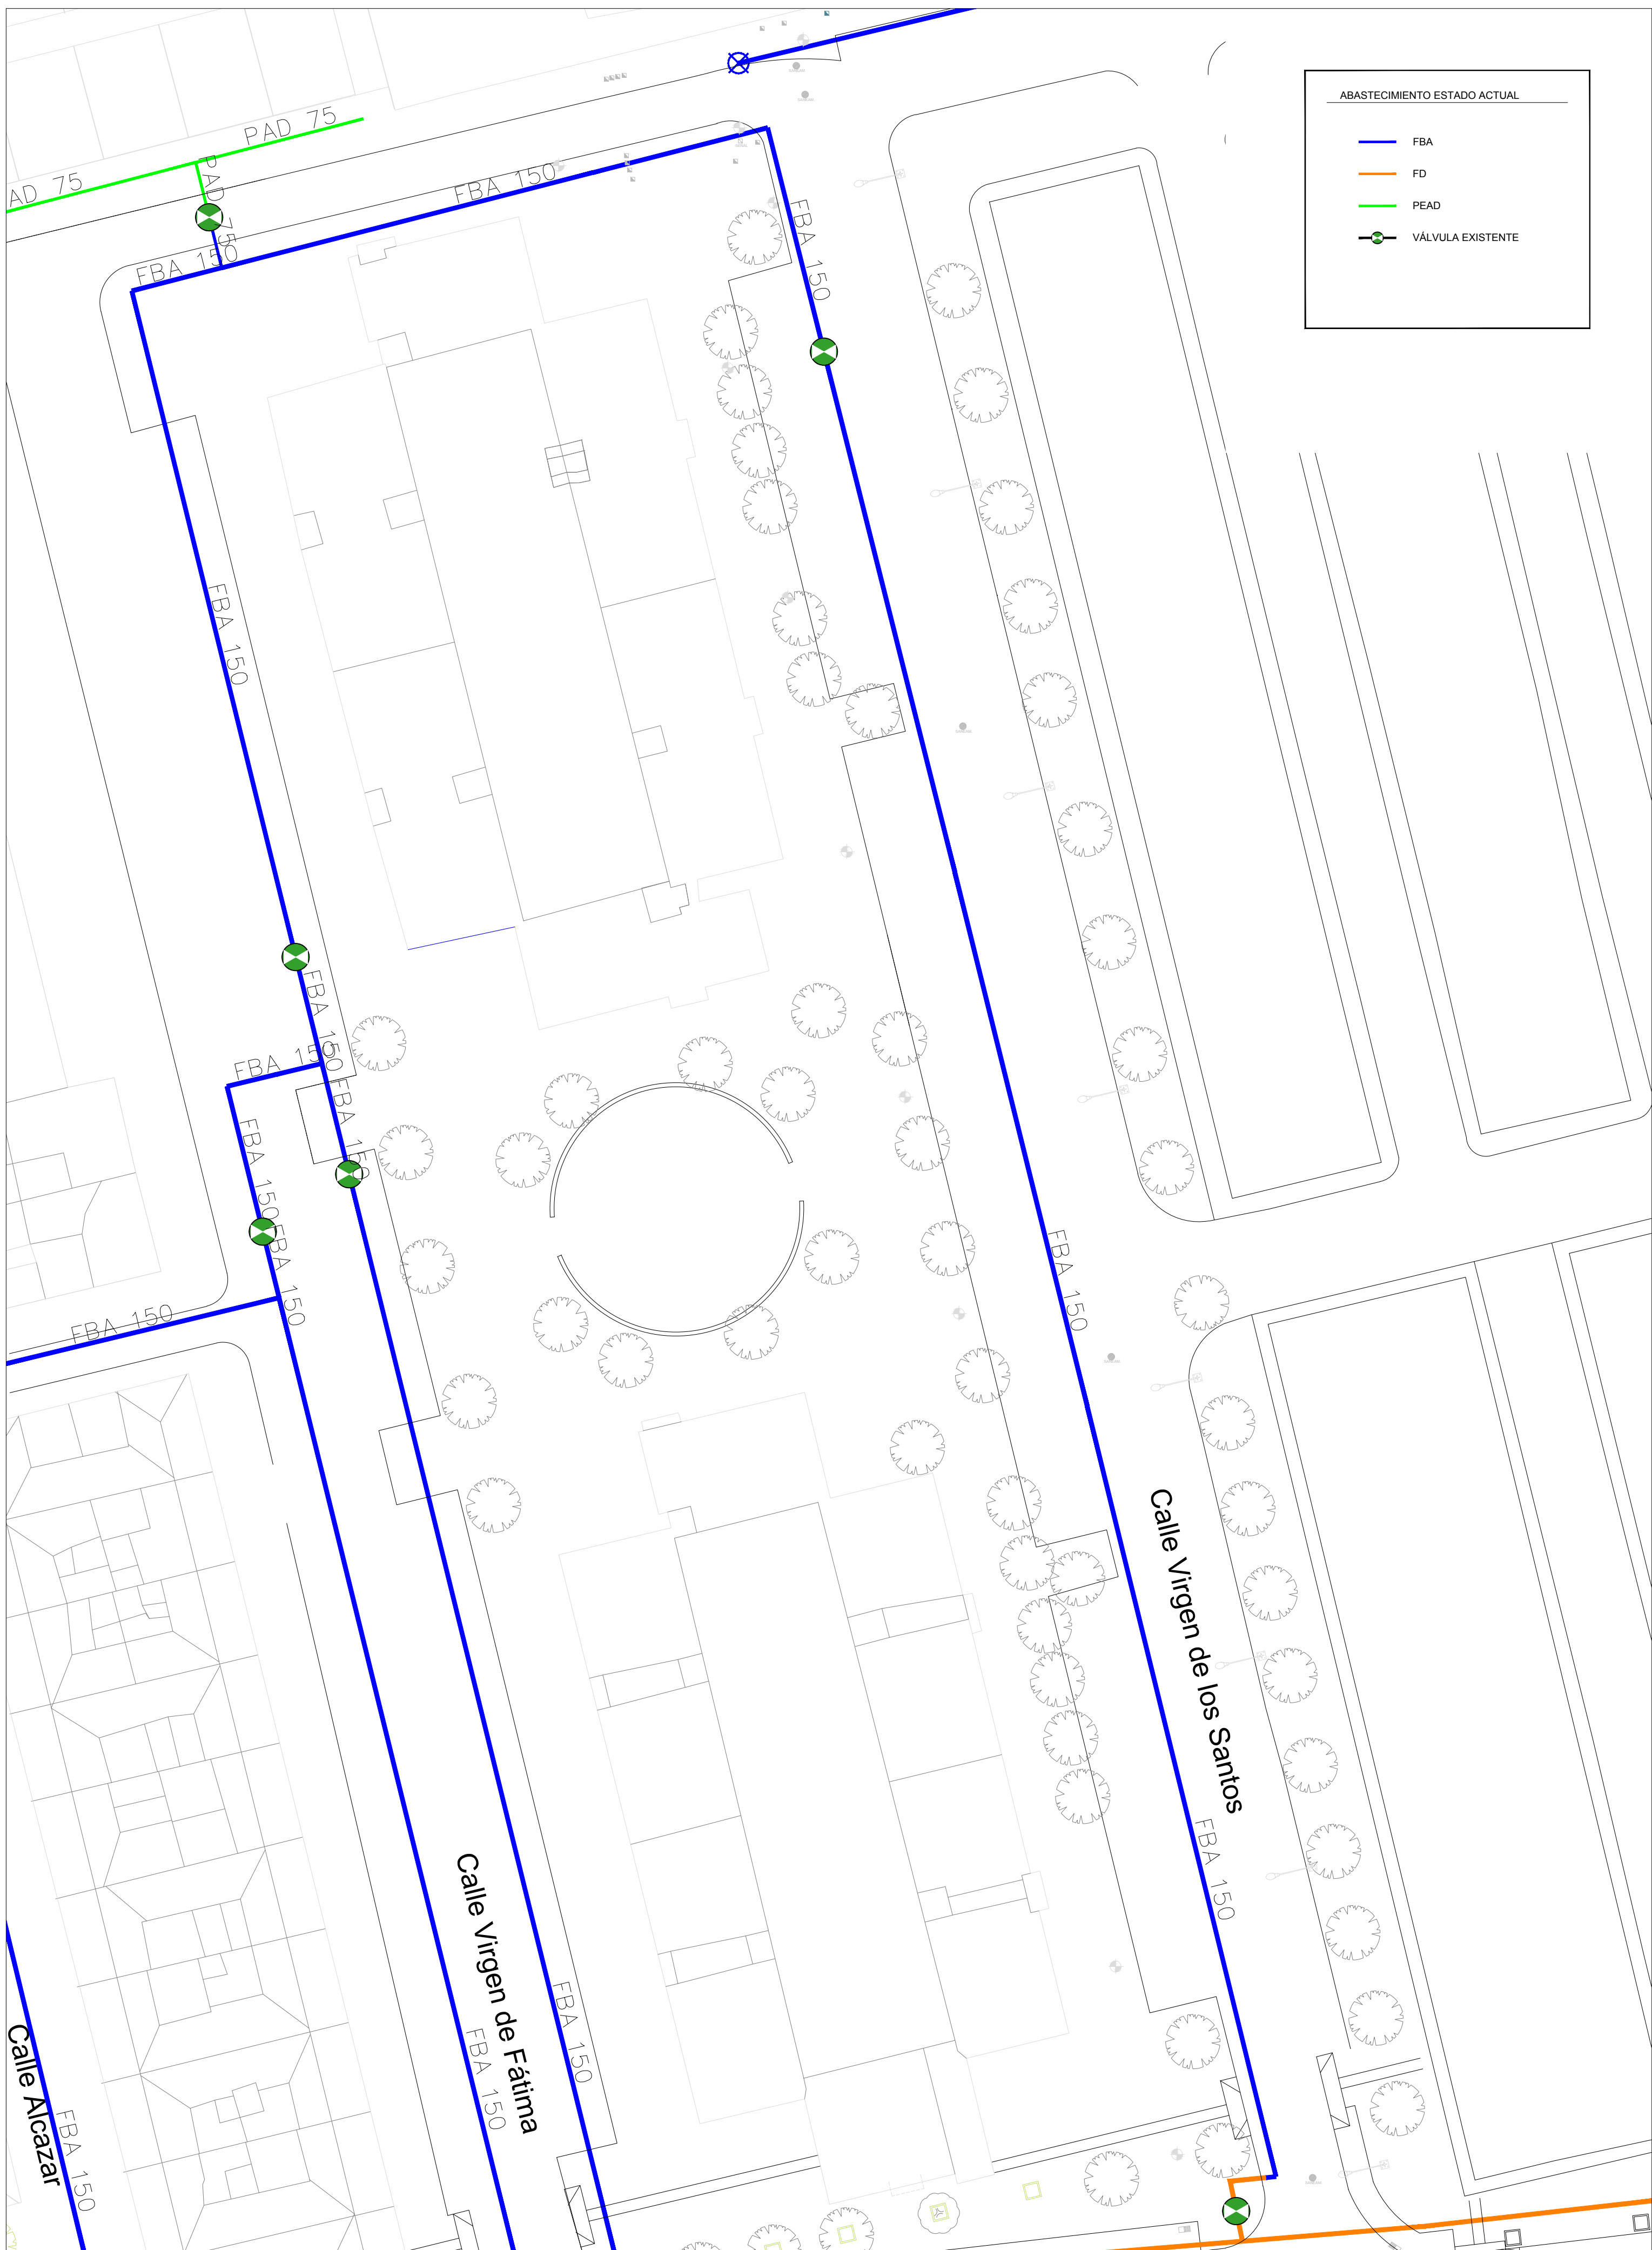 ABASTECIMIENTO ESTADO ACTUAL
FBA
FD
PEAD
VÁLVULA EXISTENTE
PAD 75
AD 75
PAD 75
FBA 150
FBA 150
FBA 150
FBA 150
FBA 150
FBA 150
FBA 150
FBA 150
FBA 150
FBA 150
FBA 150
Calle Virgen de los Santos
FBA 150
Calle Virgen de Fátima
FBA 150
FBA 150
Calle Alcazar
FBA 150